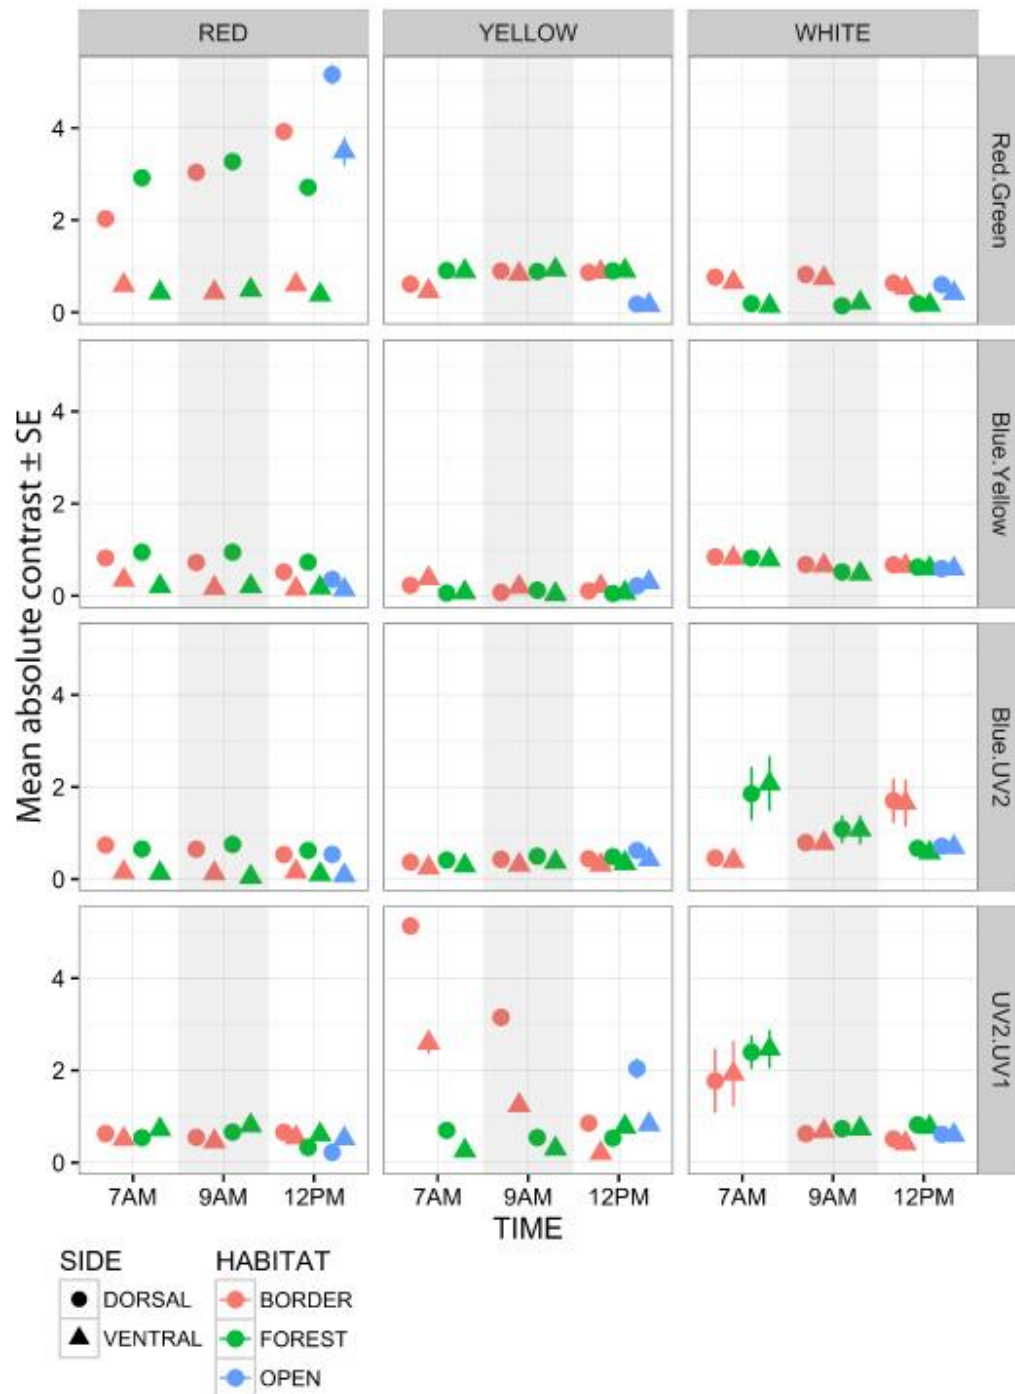 RED YELLOW WHITE
Red.Green
4
2
0
Blue.Yellow
4
2
0
Mean absolute contrast ± SE
Blue.UV2
4
2
0
UV2.UV1
4
2
0
7AM 9AM 12PM 7AM 9AM 12PM 7AM 9AM 12PM
TIME
SIDE HABITAT
DORSAL BORDER
VENTRAL FOREST
OPEN